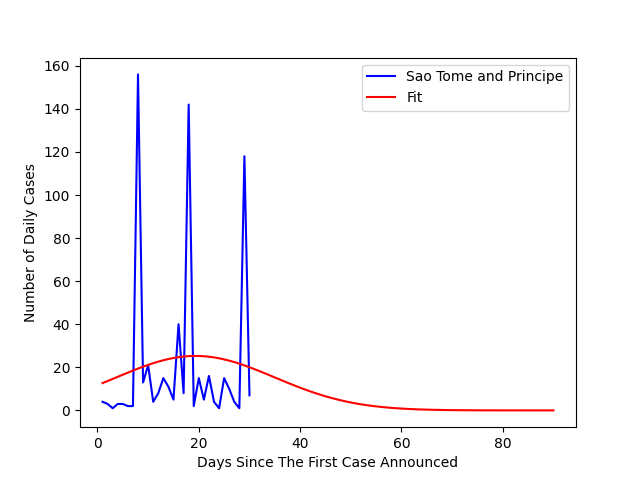 Sao Tome and Principe
Fit
160
140
120
100
80
60
40
20
0
Number of Daily Cases
0 20 40 60 80
Days Since The First Case Announced